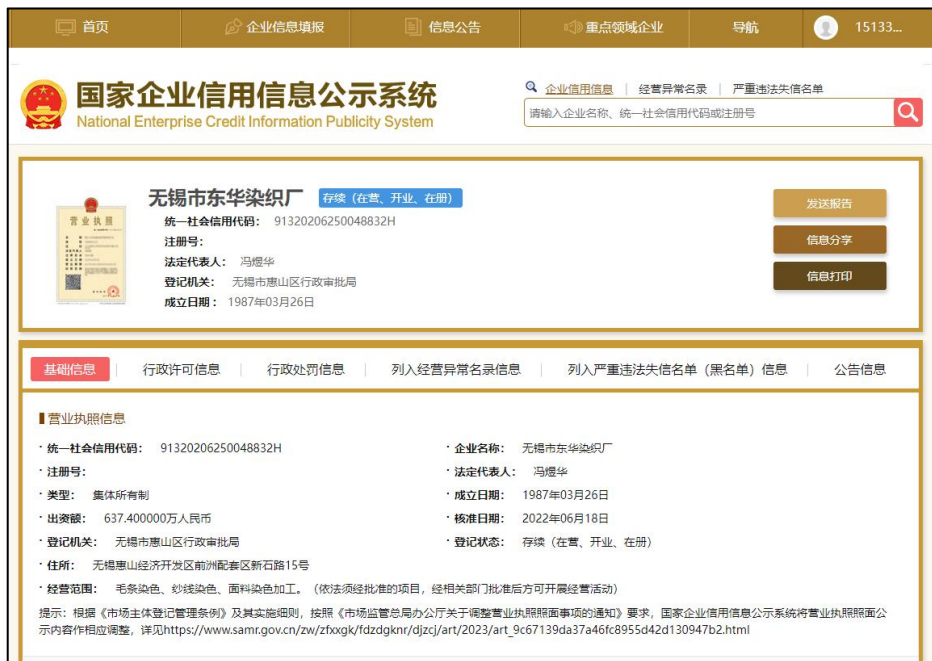 首页 企业信息填报 信息公告 重点领域企业 导航 15133...
国家企业信用信息公示系统
National Enterprise Credit Information Publicity System
企业信用信息 | 经营异常名录 | 严重违法失信名单
请输入企业名称、统一社会信用代码或注册号
营业执照
无锡市东华染织厂 存续（在营、开业、在册）
统一社会信用代码： 91320206250048832H
注册号：
法定代表人： 冯煜华
登记机关： 无锡市惠山区行政审批局
成立日期： 1987年03月26日
发送报告
信息分享
信息打印
基础信息 | 行政许可信息 | 行政处罚信息 | 列入经营异常名录信息 | 列入严重违法失信名单（黑名单）信息 | 公告信息
营业执照信息
· 统一社会信用代码： 91320206250048832H · 企业名称： 无锡市东华染织厂
· 注册号： · 法定代表人： 冯煜华
· 类型： 集体所有制 · 成立日期： 1987年03月26日
· 出资额： 637.400000万人民币 · 核准日期： 2022年06月18日
· 登记机关： 无锡市惠山区行政审批局 · 登记状态： 存续（在营、开业、在册）
· 住所： 无锡惠山经济开发区前洲配套区新石路15号
· 经营范围： 毛条染色、纱线染色、面料染色加工。（依法须经批准的项目，经相关部门批准后方可开展经营活动）
提示：根据《市场主体登记管理条例》及其实施细则，按照《市场监管总局办公厅关于调整营业执照照面事项的通知》要求，国家企业信用信息公示系统将营业执照照面公
示内容作相应调整，详见https://www.samr.gov.cn/zw/zfxxgk/fdzdgknr/djzcj/art/2023/art_9c67139da37a46fc8955d42d130947b2.html